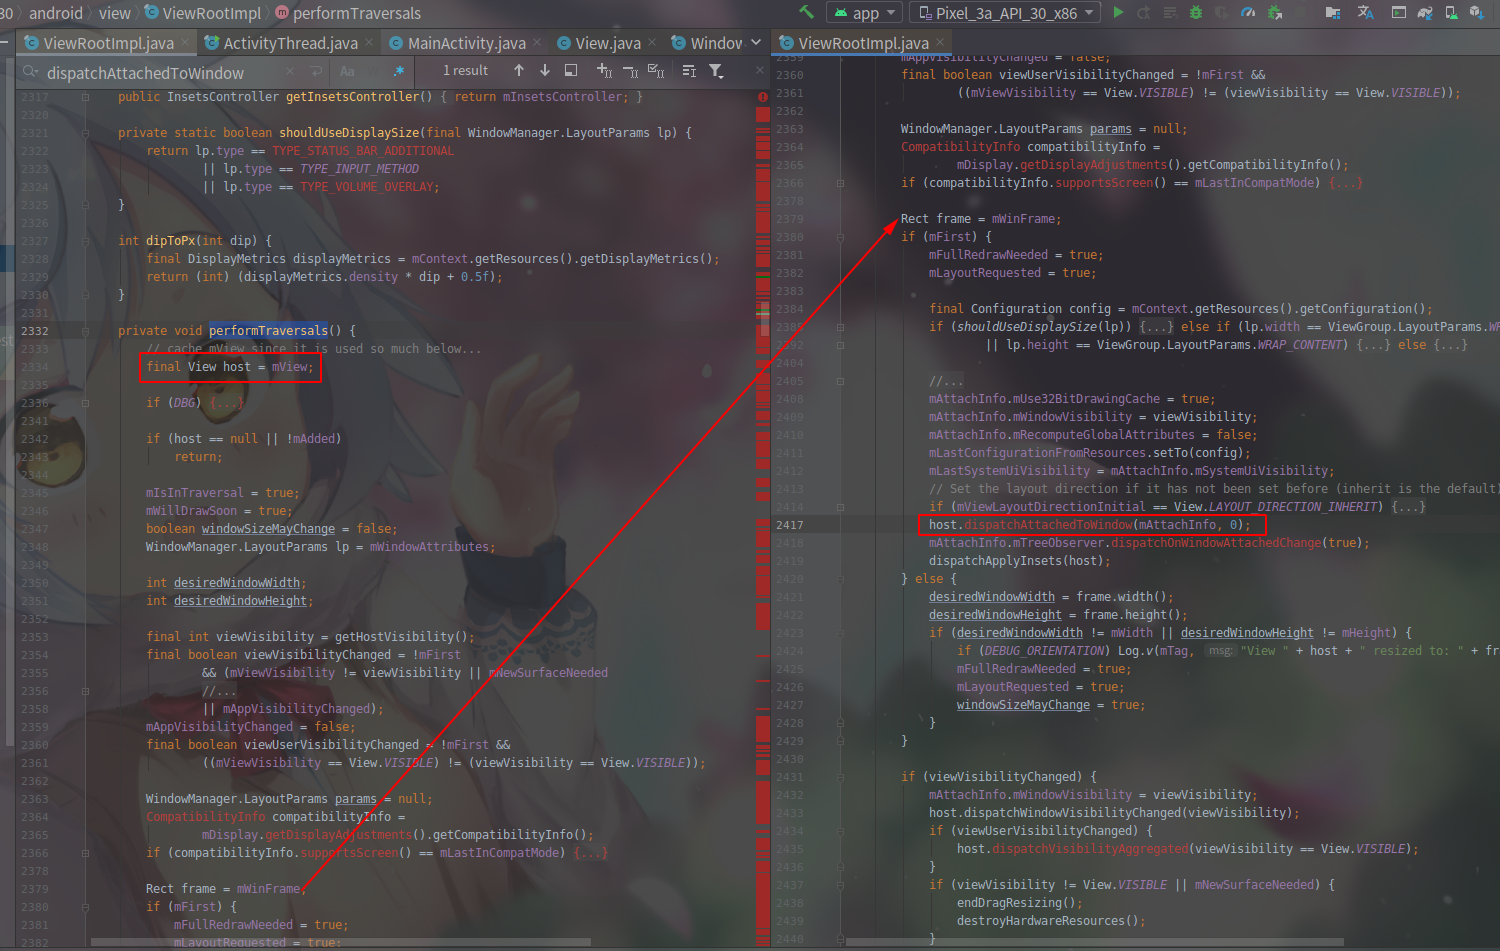 30 › android › view › ViewRootImpl › performTraversals
app
Pixel_3a_API_30_x86
ViewRootImpl.java
ActivityThread.java
MainActivity.java
View.java
Window
ViewRootImpl.java
dispatchAttachedToWindow
Aa
.*
1 result
2317 public InsetsController getInsetsController() { return mInsetsController; }
2320
2321 private static boolean shouldUseDisplaySize(final WindowManager.LayoutParams lp) {
2322 return lp.type == TYPE_STATUS_BAR_ADDITIONAL
2323 || lp.type == TYPE_INPUT_METHOD
2324 || lp.type == TYPE_VOLUME_OVERLAY;
2325 }
2326
2327 int dipToPx(int dip) {
2328 final DisplayMetrics displayMetrics = mContext.getResources().getDisplayMetrics();
2329 return (int) (displayMetrics.density * dip + 0.5f);
2330 }
2331
2332 private void performTraversals() {
2333 // cache mView since it is used so much below...
2334 final View host = mView;
2335
2336 if (DBG) {...}
2341
2342 if (host == null || !mAdded)
2343 return;
2344
2345 mIsInTraversal = true;
2346 mWillDrawSoon = true;
2347 boolean windowSizeMayChange = false;
2348 WindowManager.LayoutParams lp = mWindowAttributes;
2349
2350 int desiredWindowWidth;
2351 int desiredWindowHeight;
2352
2353 final int viewVisibility = getHostVisibility();
2354 final boolean viewVisibilityChanged = !mFirst
2355 && (mViewVisibility != viewVisibility || mNewSurfaceNeeded
2356 //...
2358 || mAppVisibilityChanged);
2359 mAppVisibilityChanged = false;
2360 final boolean viewUserVisibilityChanged = !mFirst &&
2361 ((mViewVisibility == View.VISIBLE) != (viewVisibility == View.VISIBLE));
2362
2363 WindowManager.LayoutParams params = null;
2364 CompatibilityInfo compatibilityInfo =
2365 mDisplay.getDisplayAdjustments().getCompatibilityInfo();
2366 if (compatibilityInfo.supportsScreen() == mLastInCompatMode) {...}
2378
2379 Rect frame = mWinFrame;
2380 if (mFirst) {
2381 mFullRedrawNeeded = true;
2382 mLayoutRequested = true;
2359 mAppVisibilityChanged = false;
2360 final boolean viewUserVisibilityChanged = !mFirst &&
2361 ((mViewVisibility == View.VISIBLE) != (viewVisibility == View.VISIBLE));
2362
2363 WindowManager.LayoutParams params = null;
2364 CompatibilityInfo compatibilityInfo =
2365 mDisplay.getDisplayAdjustments().getCompatibilityInfo();
2366 if (compatibilityInfo.supportsScreen() == mLastInCompatMode) {...}
2378
2379 Rect frame = mWinFrame;
2380 if (mFirst) {
2381 mFullRedrawNeeded = true;
2382 mLayoutRequested = true;
2383
2384 final Configuration config = mContext.getResources().getConfiguration();
2385 if (shouldUseDisplaySize(lp)) {...} else if (lp.width == ViewGroup.LayoutParams.WR
2392 || lp.height == ViewGroup.LayoutParams.WRAP_CONTENT) {...} else {...}
2404
2405 //...
2408 mAttachInfo.mUse32BitDrawingCache = true;
2409 mAttachInfo.mWindowVisibility = viewVisibility;
2410 mAttachInfo.mRecomputeGlobalAttributes = false;
2411 mLastConfigurationFromResources.setTo(config);
2412 mLastSystemUiVisibility = mAttachInfo.mSystemUiVisibility;
2413 // Set the layout direction if it has not been set before (inherit is the default)
2414 if (mViewLayoutDirectionInitial == View.LAYOUT_DIRECTION_INHERIT) {...}
2417 host.dispatchAttachedToWindow(mAttachInfo, 0);
2418 mAttachInfo.mTreeObserver.dispatchOnWindowAttachedChange(true);
2419 dispatchApplyInsets(host);
2420 } else {
2421 desiredWindowWidth = frame.width();
2422 desiredWindowHeight = frame.height();
2423 if (desiredWindowWidth != mWidth || desiredWindowHeight != mHeight) {
2424 if (DEBUG_ORIENTATION) Log.v(mTag, msg: "View " + host + " resized to: " + fra
2425 mFullRedrawNeeded = true;
2426 mLayoutRequested = true;
2427 windowSizeMayChange = true;
2428 }
2429 }
2430
2431 if (viewVisibilityChanged) {
2432 mAttachInfo.mWindowVisibility = viewVisibility;
2433 host.dispatchWindowVisibilityChanged(viewVisibility);
2434 if (viewUserVisibilityChanged) {
2435 host.dispatchVisibilityAggregated(viewVisibility == View.VISIBLE);
2436 }
2437 if (viewVisibility != View.VISIBLE || mNewSurfaceNeeded) {
2438 endDragResizing();
2439 destroyHardwareResources();
2440 }